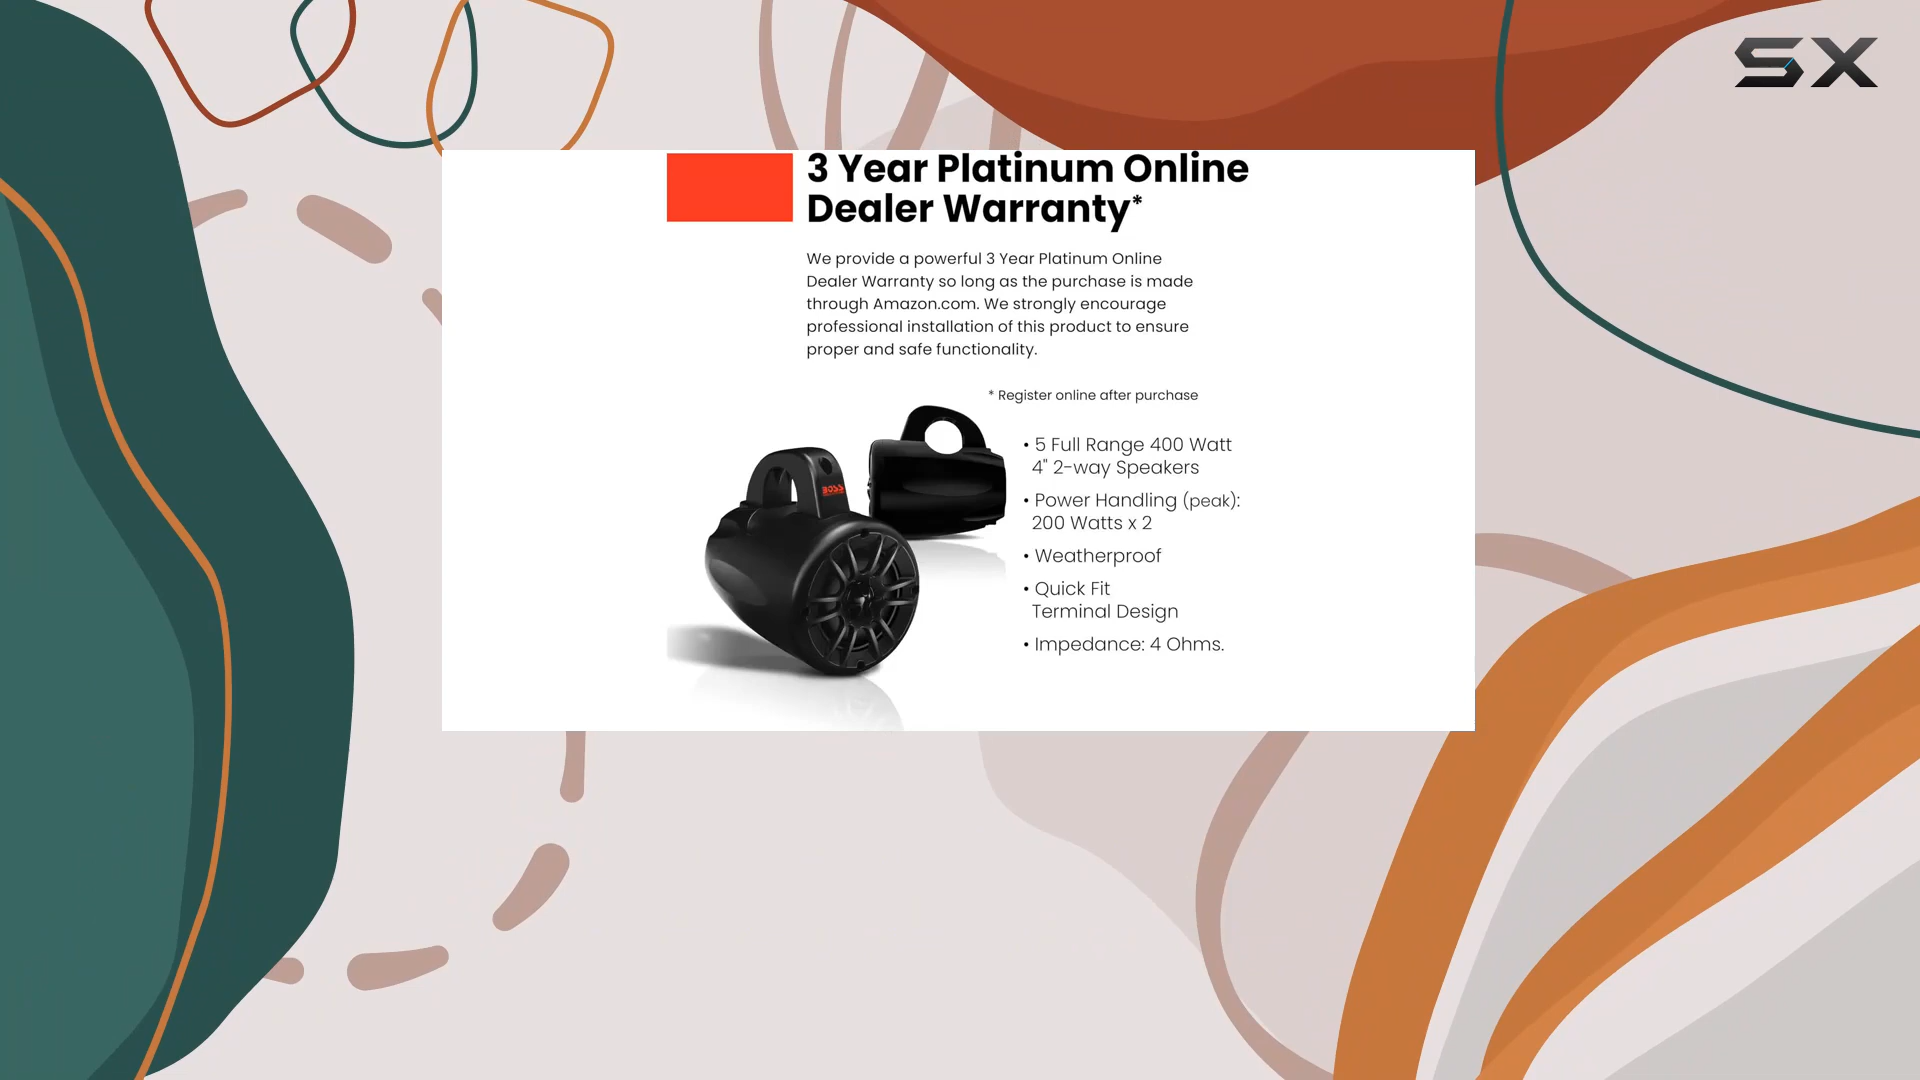 SX
3 Year Platinum Online
Dealer Warranty*
We provide a powerful 3 Year Platinum Online
Dealer Warranty so long as the purchase is made
through Amazon.com. We strongly encourage
professional installation of this product to ensure
proper and safe functionality.
* Register online after purchase
• 5 Full Range 400 Watt
4" 2-way Speakers
• Power Handling (peak):
200 Watts x 2
• Weatherproof
• Quick Fit
Terminal Design
• Impedance: 4 Ohms.
BOSS